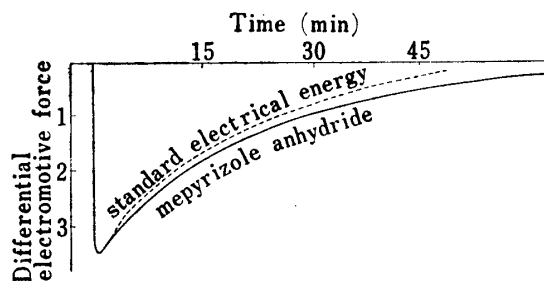 Time (min)
15 30 45
Differential
electromotive force
1
2
3
standard electrical energy
mepyrizole anhydride